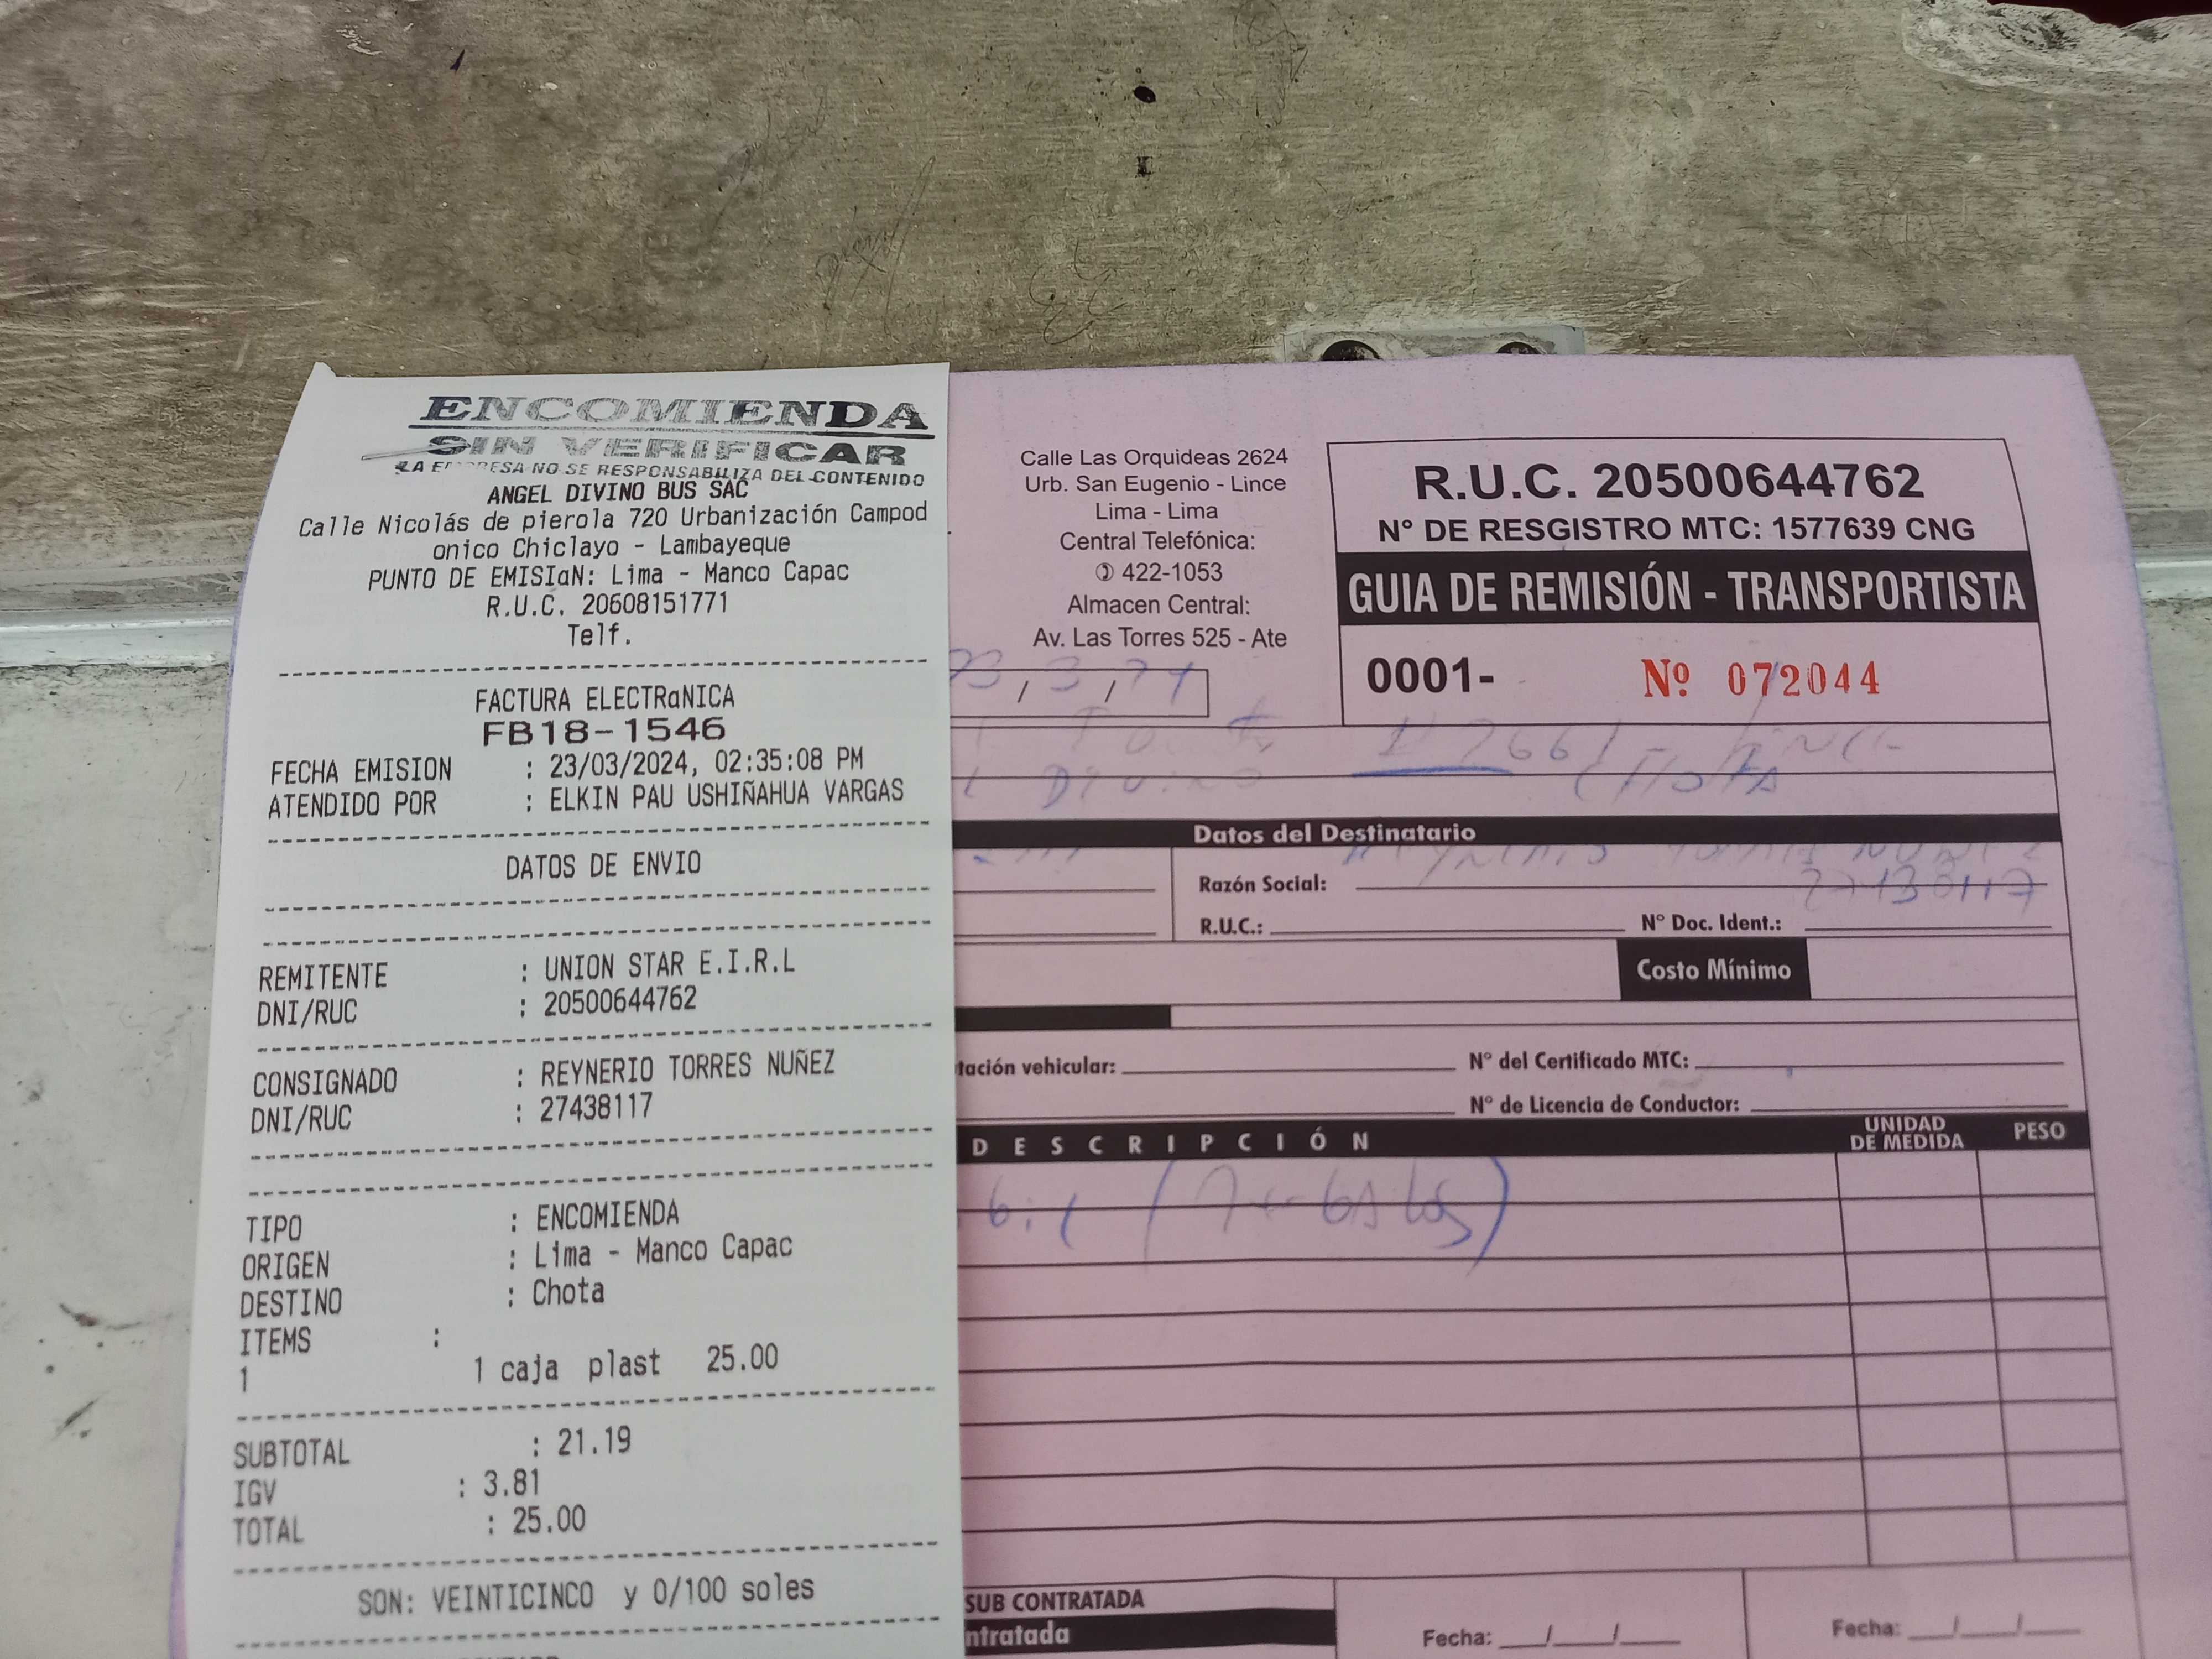 ENCOMIENDA
SIN VERIFICAR
LA EMPRESA NO SE RESPONSABILIZA DEL CONTENIDO
ANGEL DIVINO BUS SAC
Calle Nicolás de pierola 720 Urbanización Campod
onico Chiclayo - Lambayeque
PUNTO DE EMISIaN: Lima - Manco Capac
R.U.C. 20608151771
Telf.
FACTURA ELECTRaNICA
FB18-1546
FECHA EMISION : 23/03/2024, 02:35:08 PM
ATENDIDO POR : ELKIN PAU USHIÑAHUA VARGAS
DATOS DE ENVIO
REMITENTE : UNION STAR E.I.R.L
DNI/RUC : 20500644762
CONSIGNADO : REYNERIO TORRES NUÑEZ
DNI/RUC : 27438117
TIPO : ENCOMIENDA
ORIGEN : Lima - Manco Capac
DESTINO : Chota
ITEMS :
1 1 caja plast 25.00
SUBTOTAL : 21.19
IGV : 3.81
TOTAL : 25.00
SON: VEINTICINCO y 0/100 soles
Calle Las Orquideas 2624
Urb. San Eugenio - Lince
Lima - Lima
Central Telefónica:
✆ 422-1053
Almacen Central:
Av. Las Torres 525 - Ate
R.U.C. 20500644762
N° DE RESGISTRO MTC: 1577639 CNG
GUIA DE REMISIÓN - TRANSPORTISTA
0001- Nº 072044
Datos del Destinatario
Razón Social:
R.U.C.: N° Doc. Ident.:
Costo Mínimo
tación vehicular: N° del Certificado MTC:
N° de Licencia de Conductor:
DESCRIPCIÓN UNIDAD DE MEDIDA PESO
SUB CONTRATADA
ntratada
Fecha: __/__/__ Fecha: __/__/__